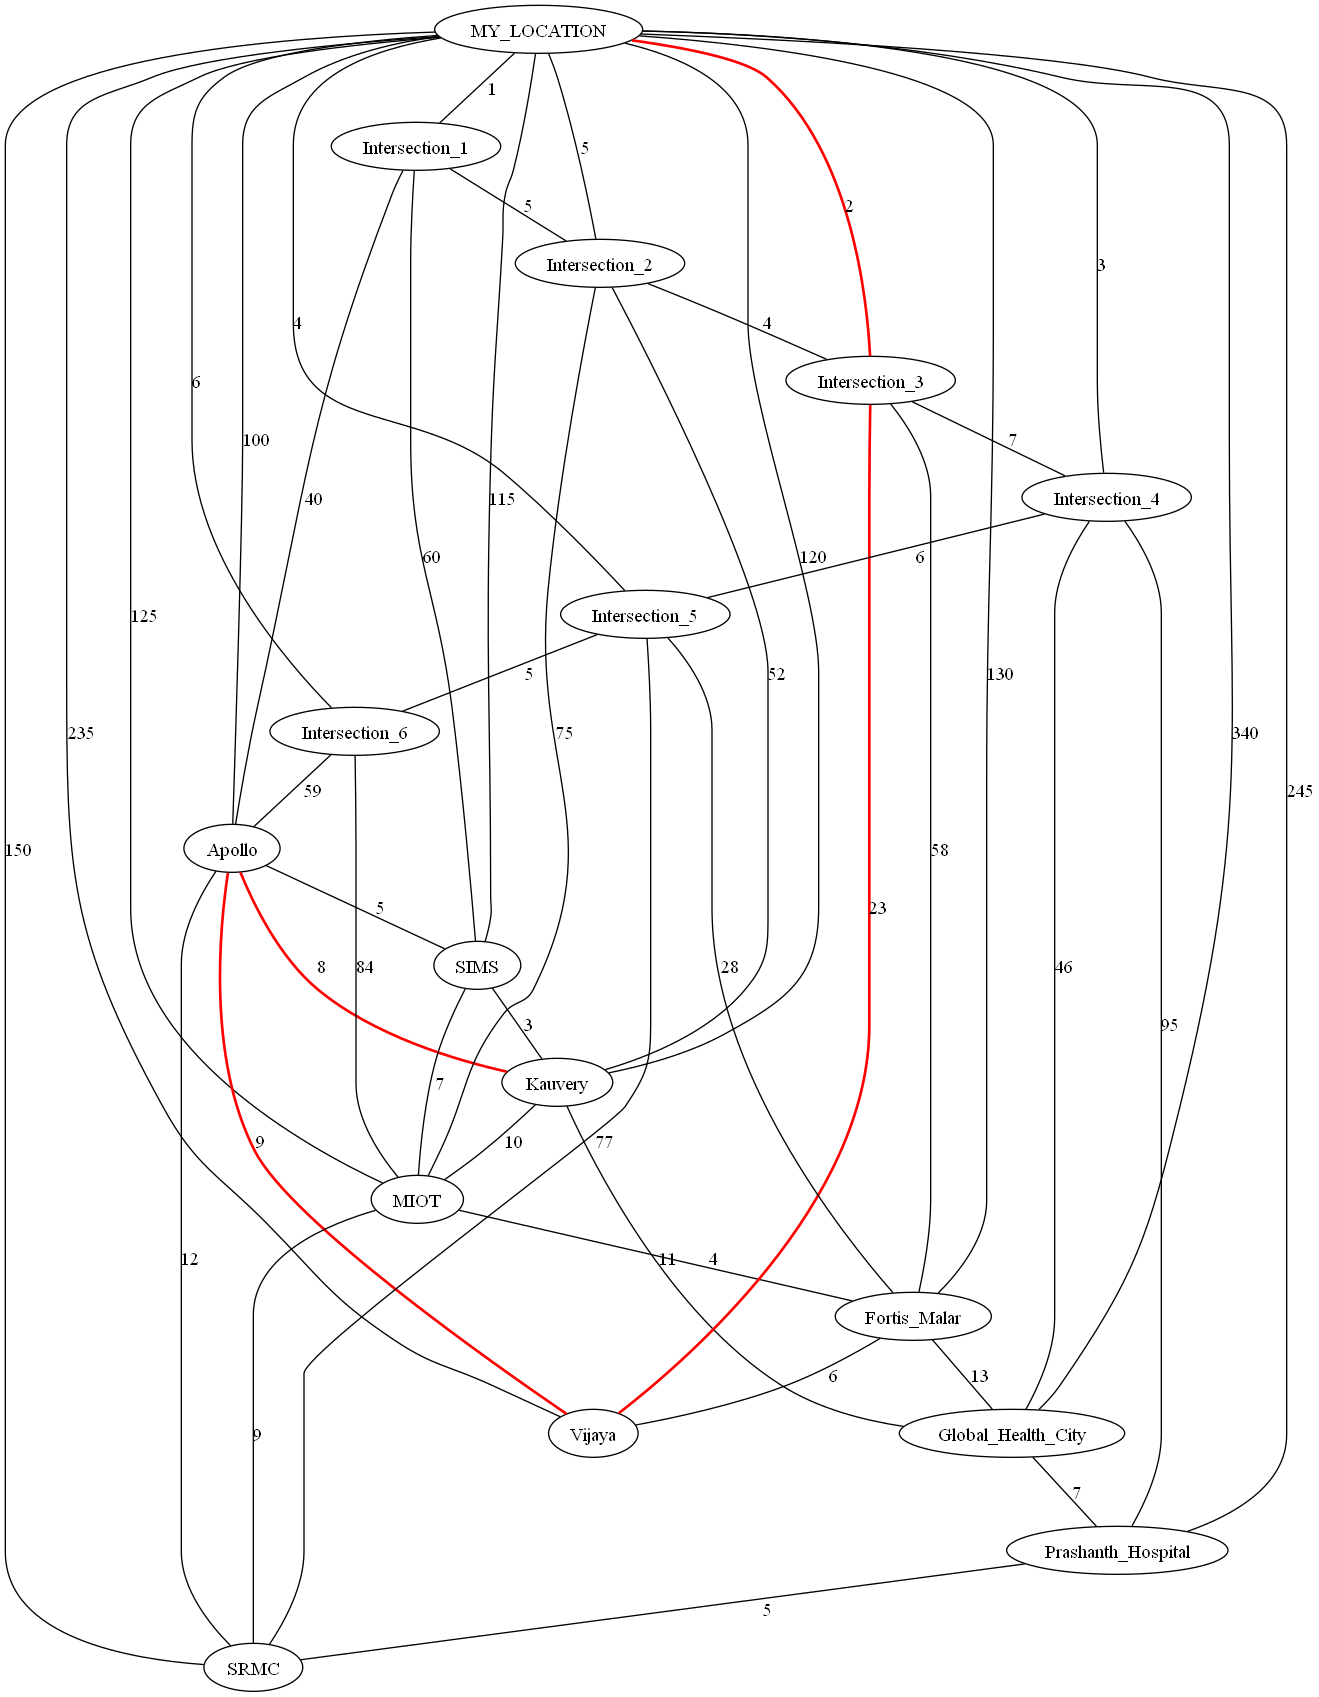 MY_LOCATION
1
Intersection_1
5
5
2
Intersection_2
3
4
4
Intersection_3
6
100
7
40
115
Intersection_4
60
120
6
125
Intersection_5
52
130
5
235
Intersection_6
75
340
59
245
150
Apollo
58
5
23
8
84
SIMS
28
46
3
95
7
Kauvery
9
10
77
MIOT
12
11
4
Fortis_Malar
6
13
9
Vijaya
Global_Health_City
7
Prashanth_Hospital
5
SRMC